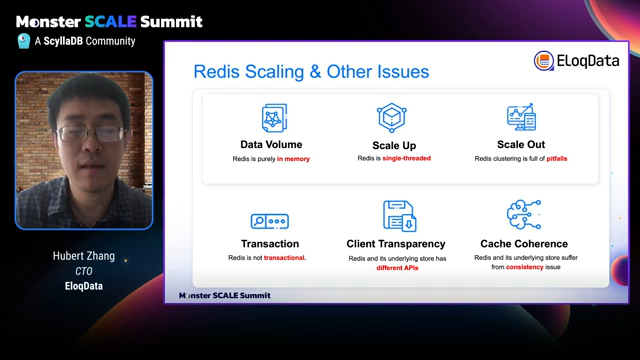 Monster SCALE Summit
A ScyllaDB Community
Redis Scaling & Other Issues
ELOQDATA
Data Volume
Redis is purely in memory
Scale Up
Redis is single-threaded
Scale Out
Redis clustering is full of pitfalls
Transaction
Redis is not transactional.
Client Transparency
Redis and its underlying store has
different APIs
Cache Coherence
Redis and its underlying store suffer
from consistency issue
Monster SCALE Summit
Hubert Zhang
CTO
EloqData